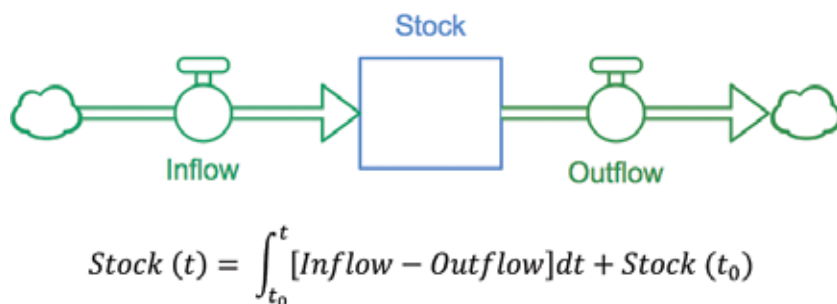 Stock
Inflow
Outflow
Stock (t) = ∫_{t₀}^{t} [Inflow − Outflow]dt + Stock (t₀)